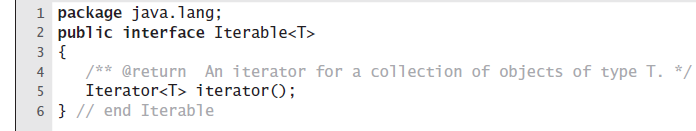 1 package java.lang;
2 public interface Iterable<T>
3 {
4 /** @return An iterator for a collection of objects of type T. */
5 Iterator<T> iterator();
6 } // end Iterable